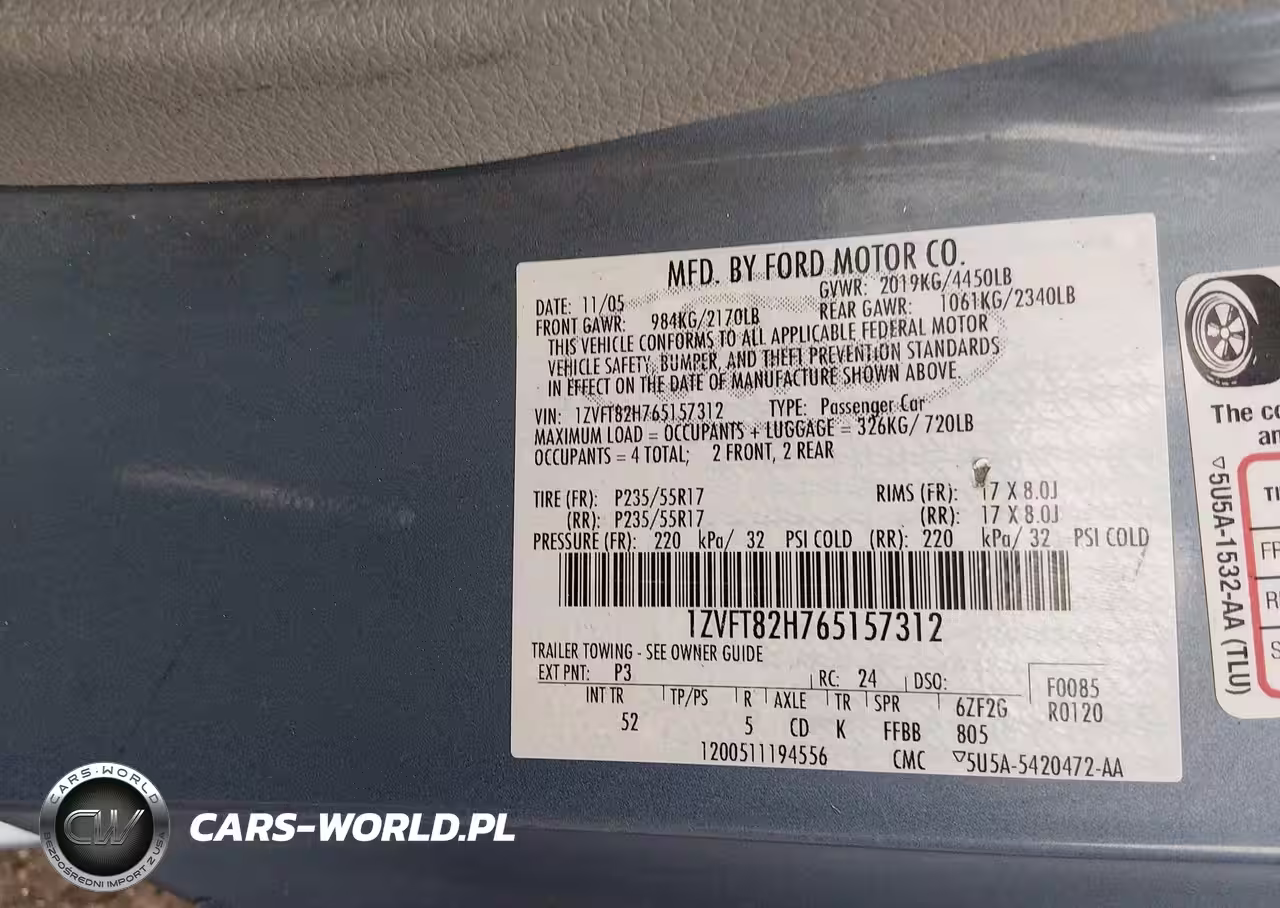 MFD. BY FORD MOTOR CO.
DATE: 11/05 GVWR: 2019KG/4450LB
FRONT GAWR: 984KG/2170LB REAR GAWR: 1061KG/2340LB
THIS VEHICLE CONFORMS TO ALL APPLICABLE FEDERAL MOTOR
VEHICLE SAFETY, BUMPER, AND THEFT PREVENTION STANDARDS
IN EFFECT ON THE DATE OF MANUFACTURE SHOWN ABOVE.
VIN: 1ZVFT82H765157312 TYPE: Passenger Car
MAXIMUM LOAD = OCCUPANTS + LUGGAGE = 326KG/720LB
OCCUPANTS = 4 TOTAL; 2 FRONT, 2 REAR
TIRE (FR): P235/55R17 RIMS (FR): 17 X 8.0J
(RR): P235/55R17 (RR): 17 X 8.0J
PRESSURE (FR): 220 kPa/ 32 PSI COLD (RR): 220 kPa/ 32 PSI COLD
1ZVFT82H765157312
TRAILER TOWING - SEE OWNER GUIDE
EXT PNT: P3 RC: 24 DSO: F0085
INT TR TP/PS R AXLE TR SPR 6ZF2G R0120
52 5 CD K FFBB 805
1200511194556 CMC ▽5U5A-5420472-AA
The co
an
▽5U5A-1532-AA (TLU)
TI
FR
R
S
CARS-WORLD
CW
BEZPOŚREDNI IMPORT Z USA
CARS-WORLD.PL